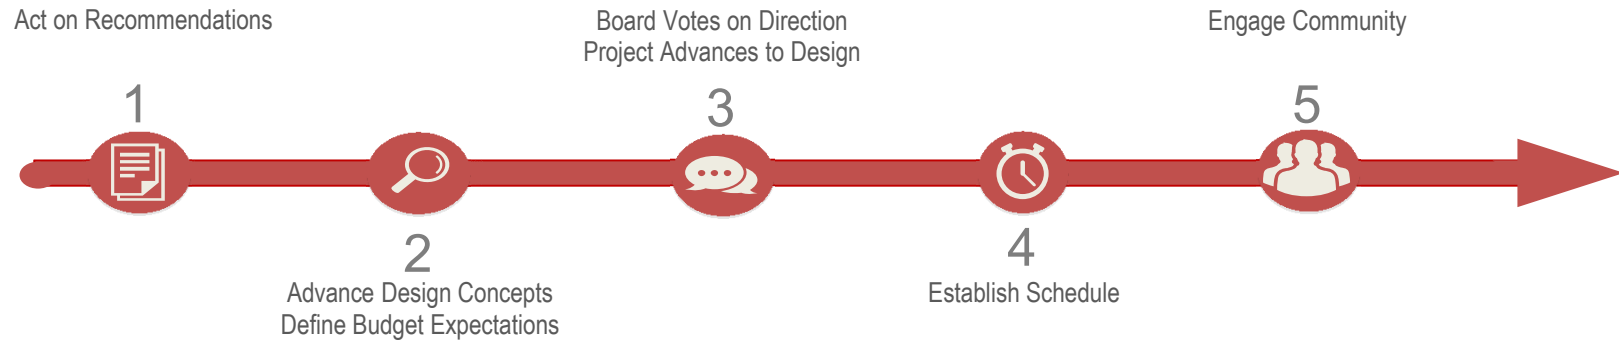 Act on Recommendations
1
2
Advance Design Concepts
Define Budget Expectations
Board Votes on Direction
Project Advances to Design
3
4
Establish Schedule
Engage Community
5